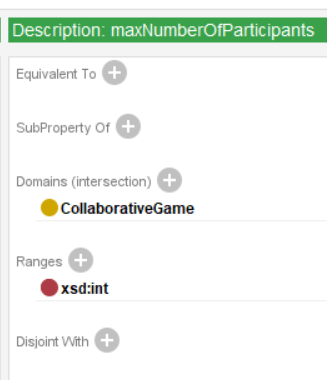 Description: maxNumberOfParticipants
Equivalent To
SubProperty Of
Domains (intersection)
CollaborativeGame
Ranges
xsd:int
Disjoint With